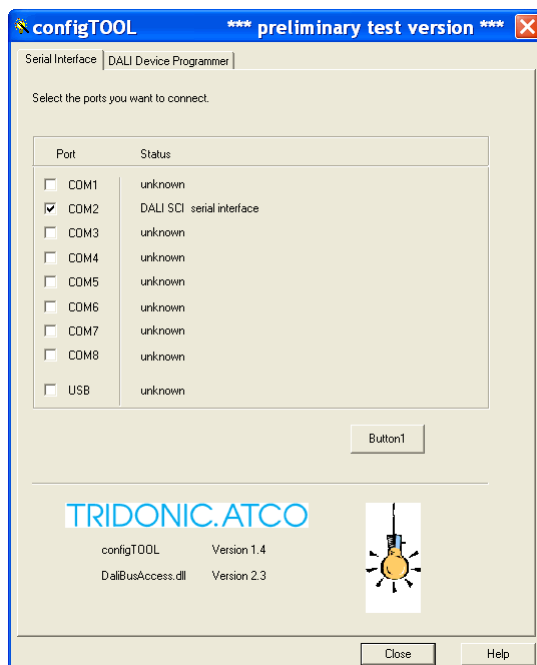 configTOOL *** preliminary test version ***
Serial Interface DALI Device Programmer
Select the ports you want to connect.
Port Status
COM1 unknown
COM2 DALI SCI serial interface
COM3 unknown
COM4 unknown
COM5 unknown
COM6 unknown
COM7 unknown
COM8 unknown
USB unknown
Button1
TRIDONIC.ATCO
configTOOL Version 1.4
DaliBusAccess.dll Version 2.3
Close Help